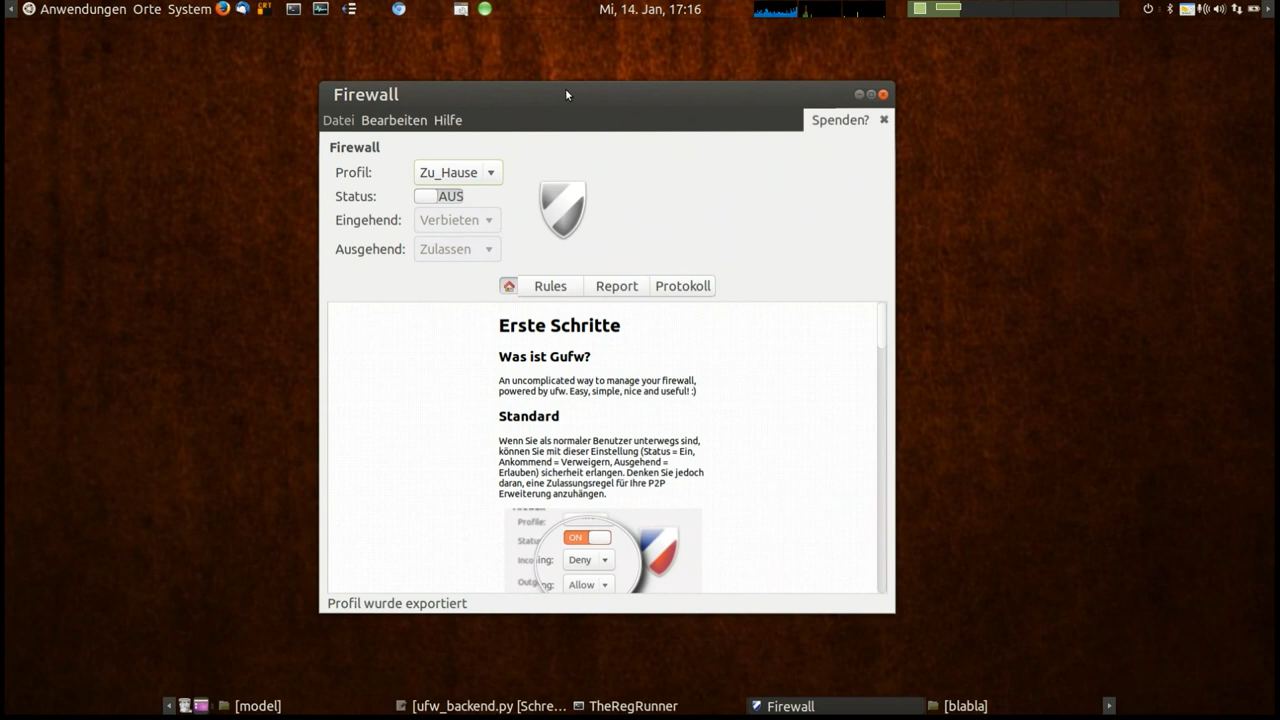 Anwendungen Orte System CRT Mi, 14. Jan, 17:16
Firewall
Datei Bearbeiten Hilfe Spenden?
Firewall
Profil: Zu_Hause
Status: AUS
Eingehend: Verbieten
Ausgehend: Zulassen
Rules Report Protokoll
Erste Schritte
Was ist Gufw?
An uncomplicated way to manage your firewall,
powered by ufw. Easy, simple, nice and useful! :)
Standard
Wenn Sie als normaler Benutzer unterwegs sind,
können Sie mit dieser Einstellung (Status = Ein,
Ankommend = Verweigern, Ausgehend =
Erlauben) sicherheit erlangen. Denken Sie jedoch
daran, eine Zulassungsregel für Ihre P2P
Erweiterung anzuhängen.
Profile:
ON
Deny
Allow
Profil wurde exportiert
[model] [ufw_backend.py [Schre... TheRegRunner Firewall [blabla]